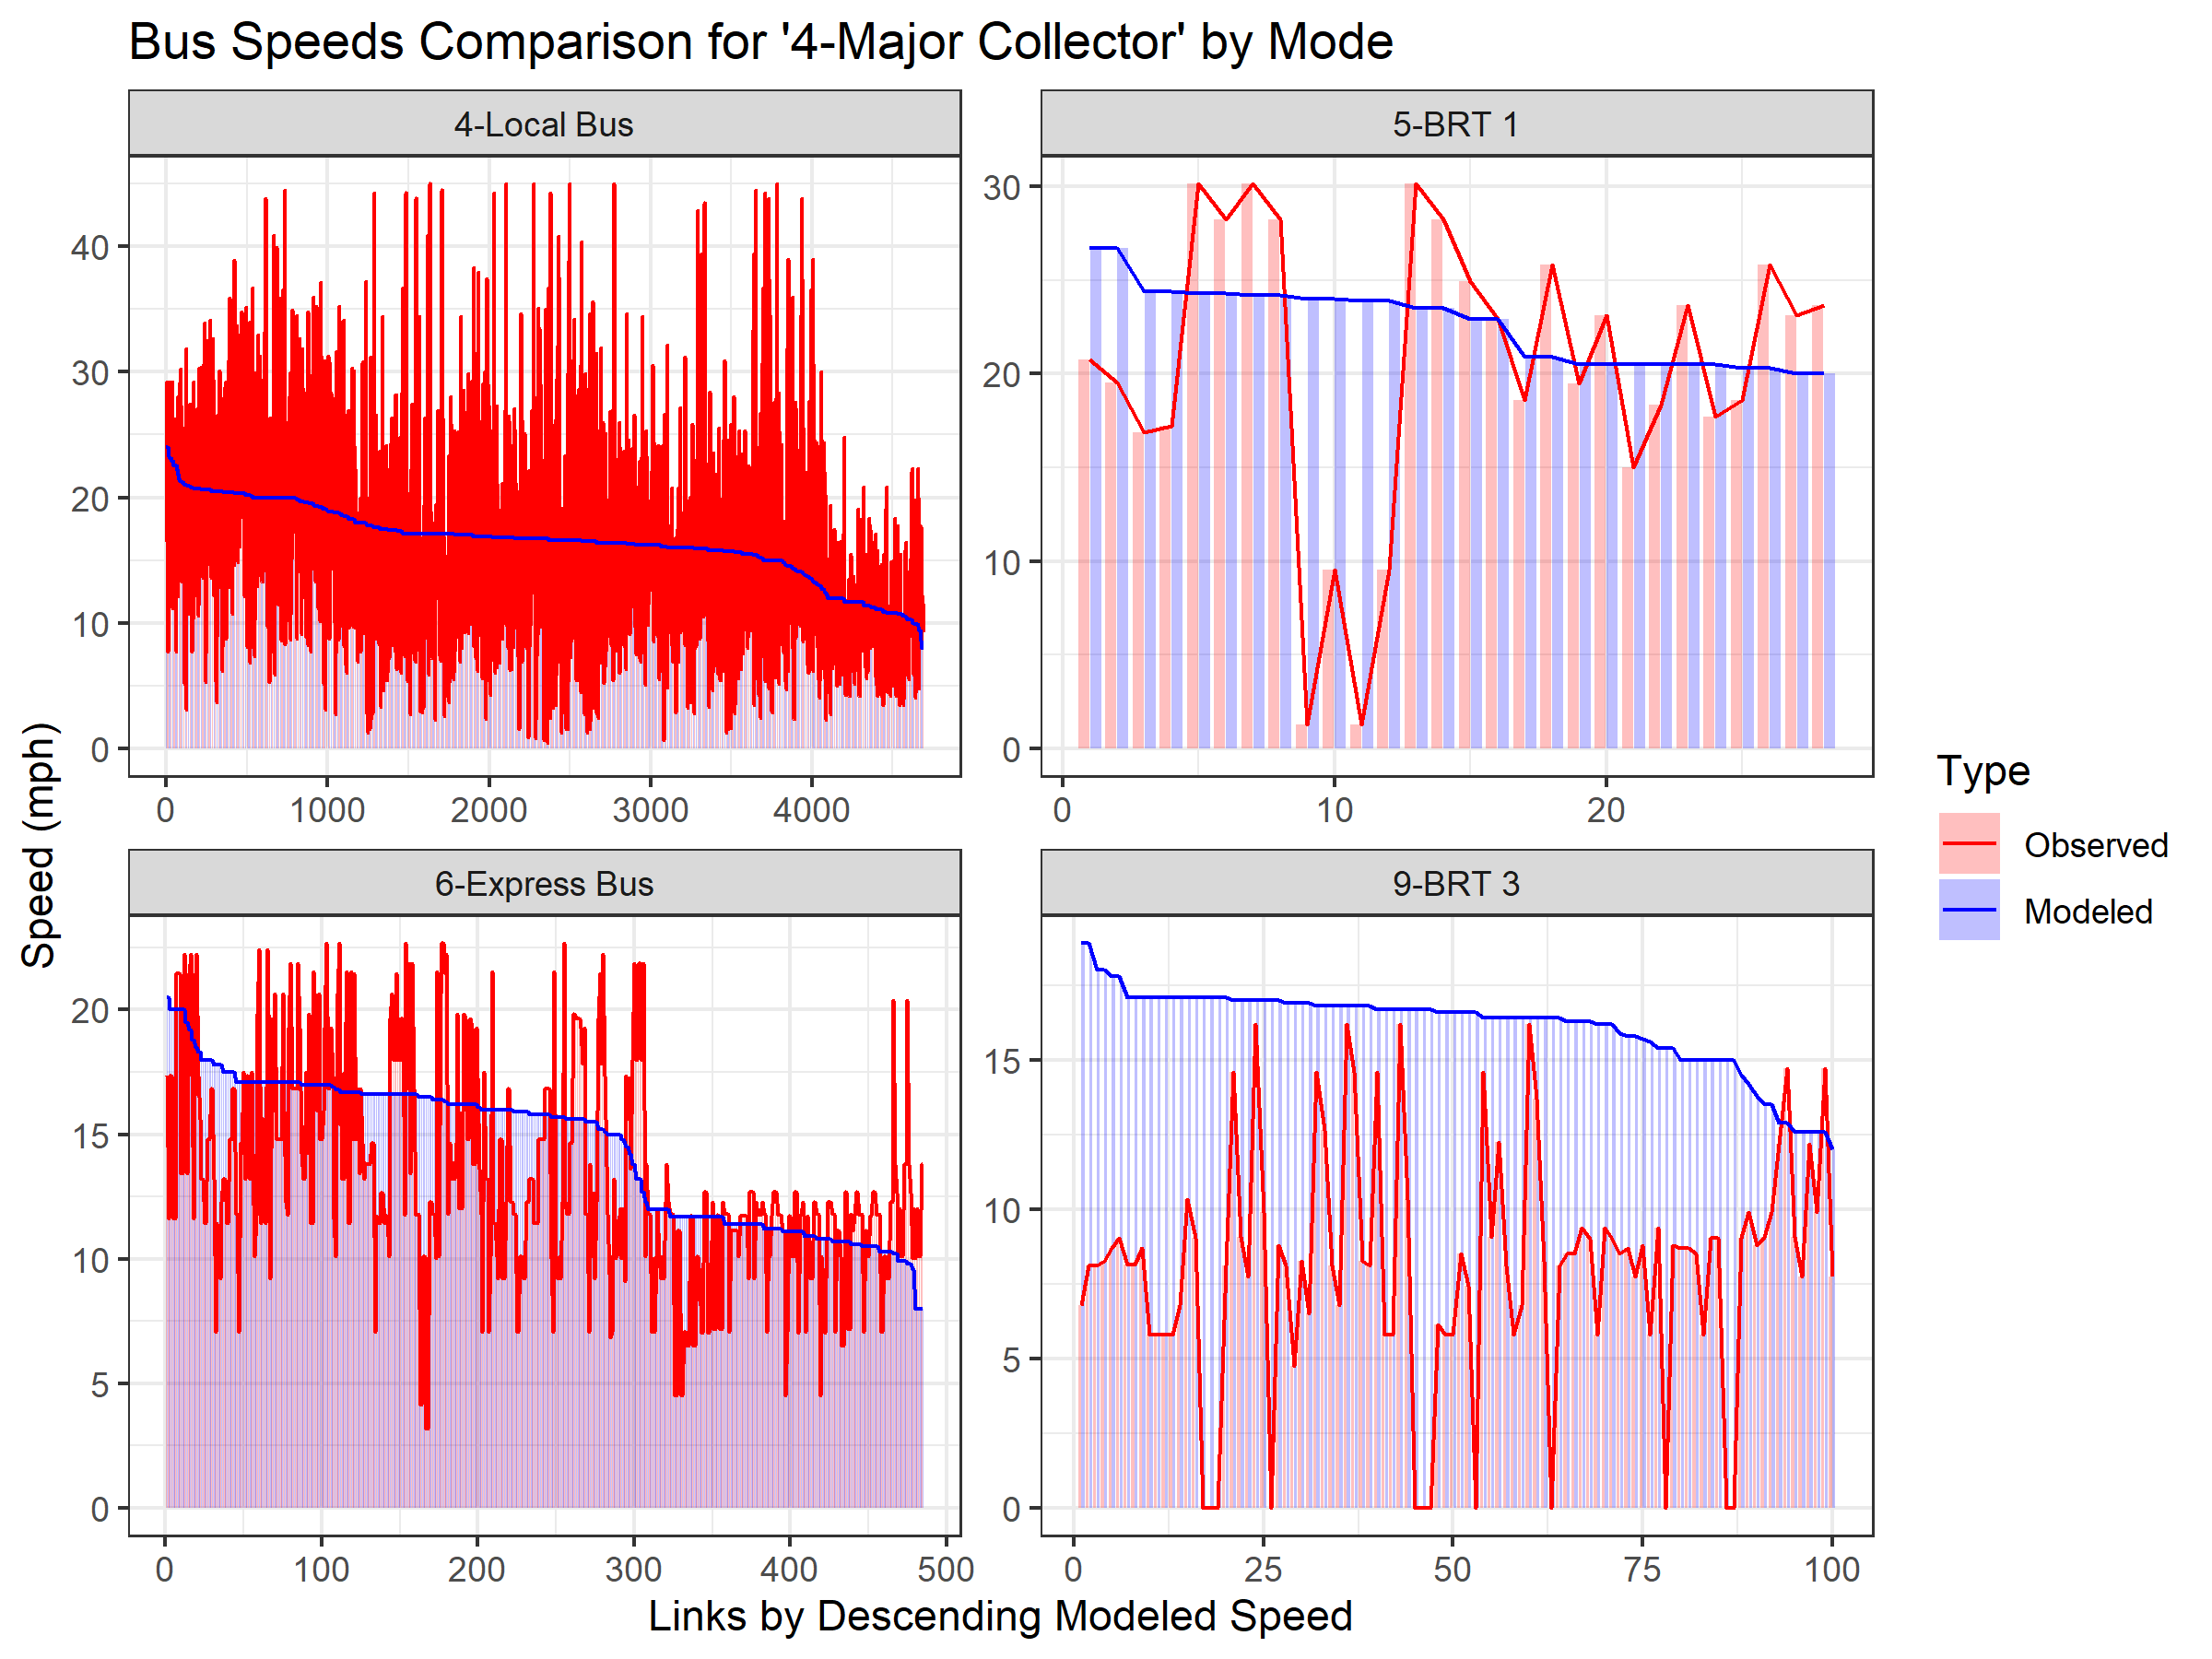 Bus Speeds Comparison for '4-Major Collector' by Mode
4-Local Bus
5-BRT 1
40
30
20
10
0
0 1000 2000 3000 4000
30
20
10
0
0 10 20
6-Express Bus
9-BRT 3
20
15
10
5
0
0 100 200 300 400 500
15
10
5
0
0 25 50 75 100
Speed (mph)
Links by Descending Modeled Speed
Type
Observed
Modeled